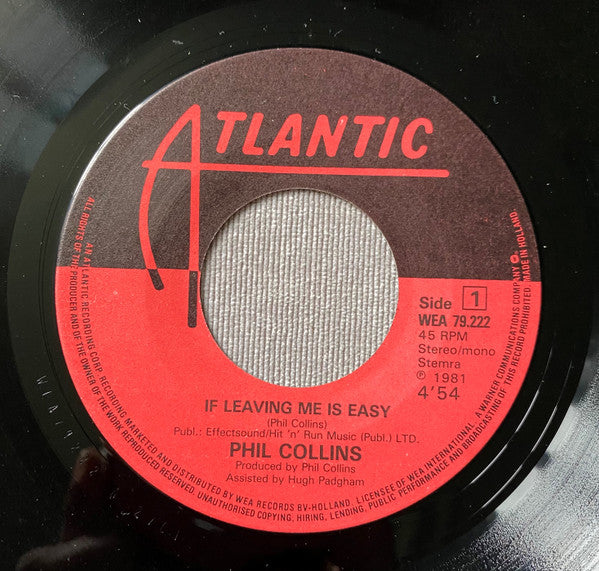 ATLANTIC
Side 1
WEA 79.222
45 RPM
Stereo/mono
Stemra
℗ 1981
4'54
IF LEAVING ME IS EASY
(Phil Collins)
Publ.: Effectsound/Hit 'n' Run Music (Publ.) LTD.
PHIL COLLINS
Produced by Phil Collins
Assisted by Hugh Padgham
AN ATLANTIC RECORDING CORP. RECORDING MARKETED AND DISTRIBUTED BY WEA RECORDS BV-HOLLAND. LICENSEE OF WEA INTERNATIONAL. A WARNER COMMUNICATIONS COMPANY
ALL RIGHTS OF THE PRODUCER AND OF THE OWNER OF THE WORK REPRODUCED RESERVED. UNAUTHORISED COPYING, HIRING, LENDING, PUBLIC PERFORMANCE AND BROADCASTING OF THIS RECORD PROHIBITED. MADE IN HOLLAND.